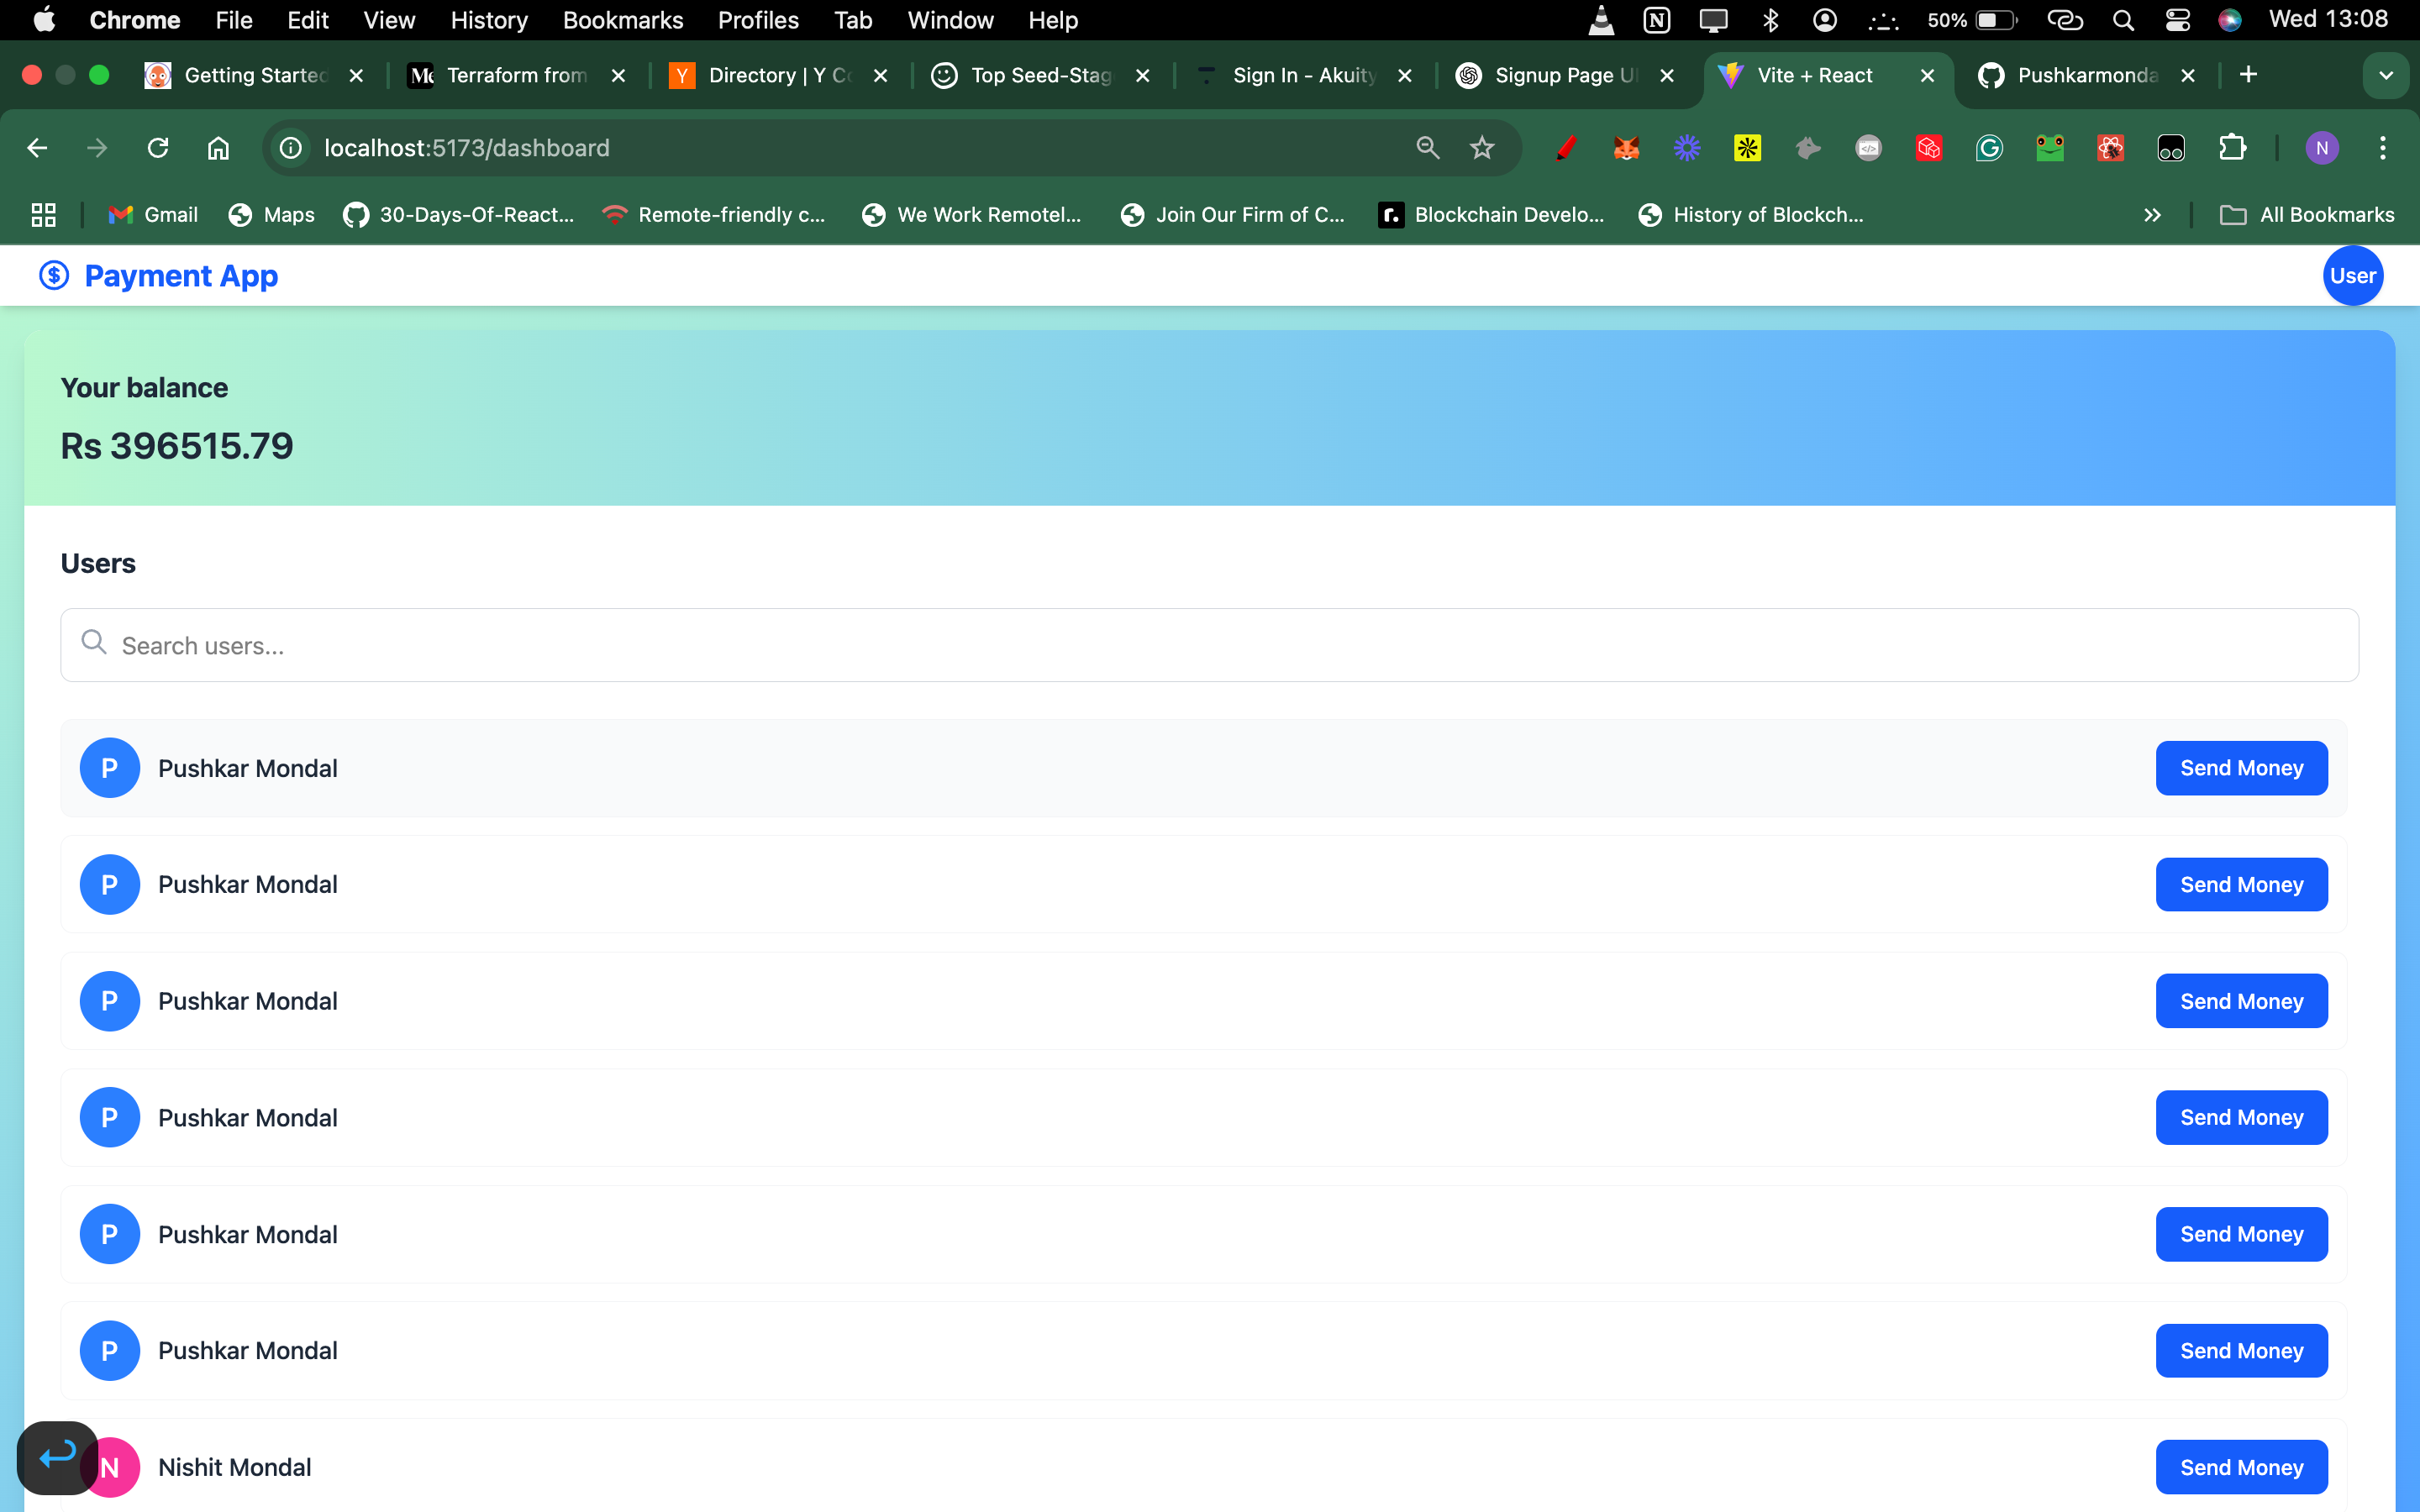 Chrome File Edit View History Bookmarks Profiles Tab Window Help 50% Wed 13:08
Getting Started Terraform from Y Directory | Y Co Top Seed-Stag Sign In - Akuity Signup Page UI Vite + React Pushkarmonda
localhost:5173/dashboard N
Gmail Maps 30-Days-Of-React... Remote-friendly c... We Work Remotel... Join Our Firm of C... r. Blockchain Develo... History of Blockch... All Bookmarks
Payment App User
Your balance
Rs 396515.79
Users
Search users...
P Pushkar Mondal Send Money
P Pushkar Mondal Send Money
P Pushkar Mondal Send Money
P Pushkar Mondal Send Money
P Pushkar Mondal Send Money
P Pushkar Mondal Send Money
N Nishit Mondal Send Money